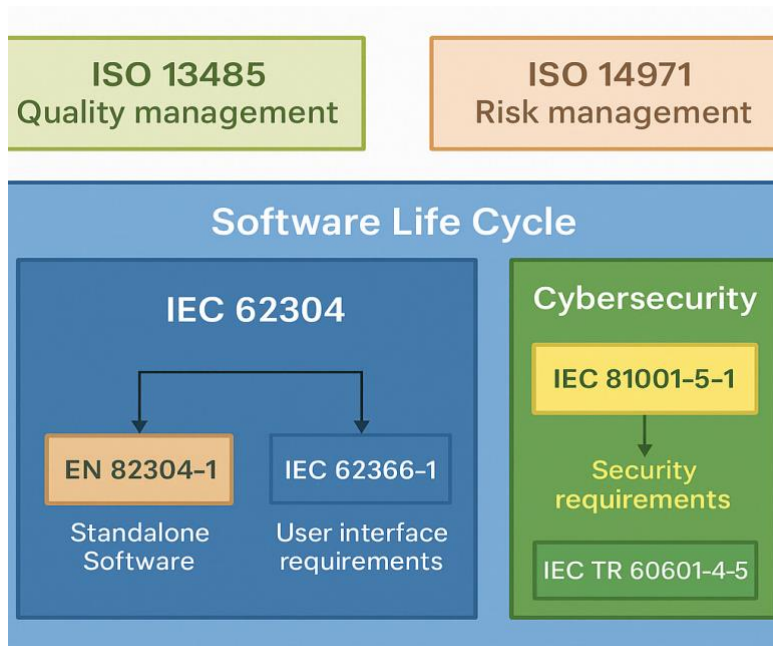 ISO 13485
Quality management
ISO 14971
Risk management
Software Life Cycle
IEC 62304
EN 82304-1
Standalone
Software
IEC 62366-1
User interface
requirements
Cybersecurity
IEC 81001-5-1
Security
requirements
IEC TR 60601-4-5